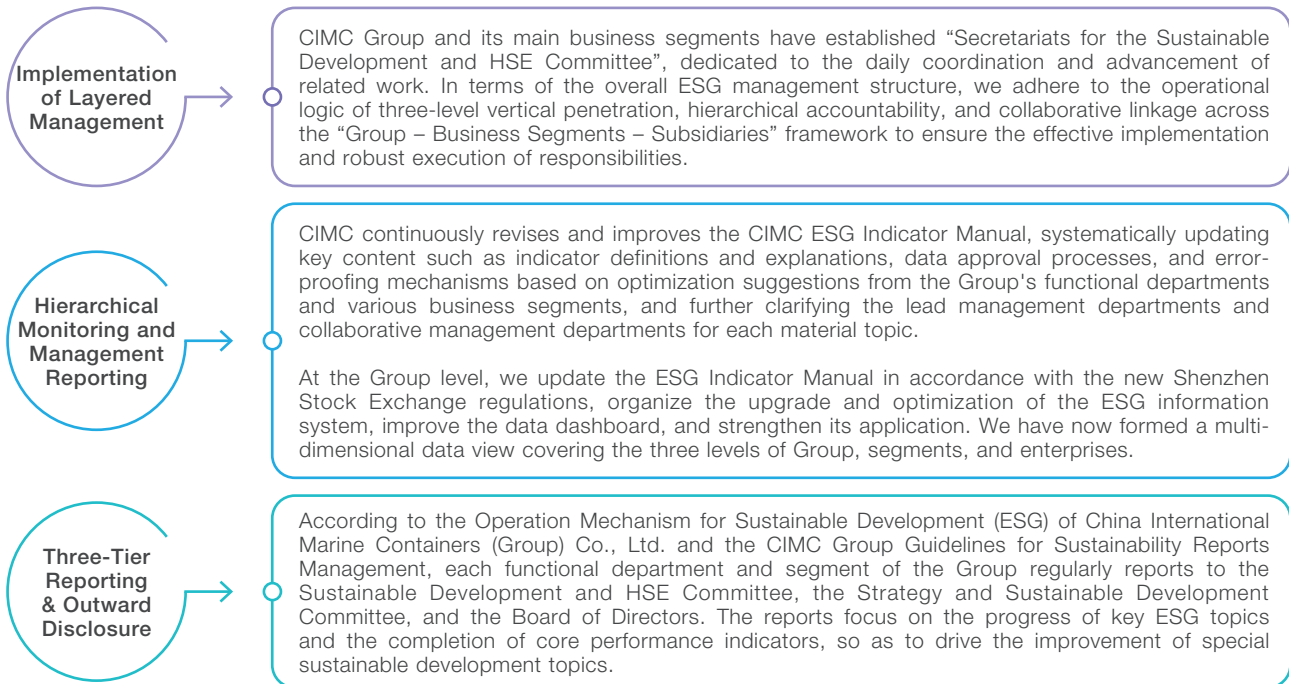 Implementation
of Layered
Management
CIMC Group and its main business segments have established “Secretariats for the Sustainable
Development and HSE Committee”, dedicated to the daily coordination and advancement of
related work. In terms of the overall ESG management structure, we adhere to the operational
logic of three-level vertical penetration, hierarchical accountability, and collaborative linkage across
the “Group – Business Segments – Subsidiaries” framework to ensure the effective implementation
and robust execution of responsibilities.
Hierarchical
Monitoring and
Management
Reporting
CIMC continuously revises and improves the CIMC ESG Indicator Manual, systematically updating
key content such as indicator definitions and explanations, data approval processes, and error-
proofing mechanisms based on optimization suggestions from the Group's functional departments
and various business segments, and further clarifying the lead management departments and
collaborative management departments for each material topic.
At the Group level, we update the ESG Indicator Manual in accordance with the new Shenzhen
Stock Exchange regulations, organize the upgrade and optimization of the ESG information
system, improve the data dashboard, and strengthen its application. We have now formed a multi-
dimensional data view covering the three levels of Group, segments, and enterprises.
Three-Tier
Reporting
& Outward
Disclosure
According to the Operation Mechanism for Sustainable Development (ESG) of China International
Marine Containers (Group) Co., Ltd. and the CIMC Group Guidelines for Sustainability Reports
Management, each functional department and segment of the Group regularly reports to the
Sustainable Development and HSE Committee, the Strategy and Sustainable Development
Committee, and the Board of Directors. The reports focus on the progress of key ESG topics
and the completion of core performance indicators, so as to drive the improvement of special
sustainable development topics.